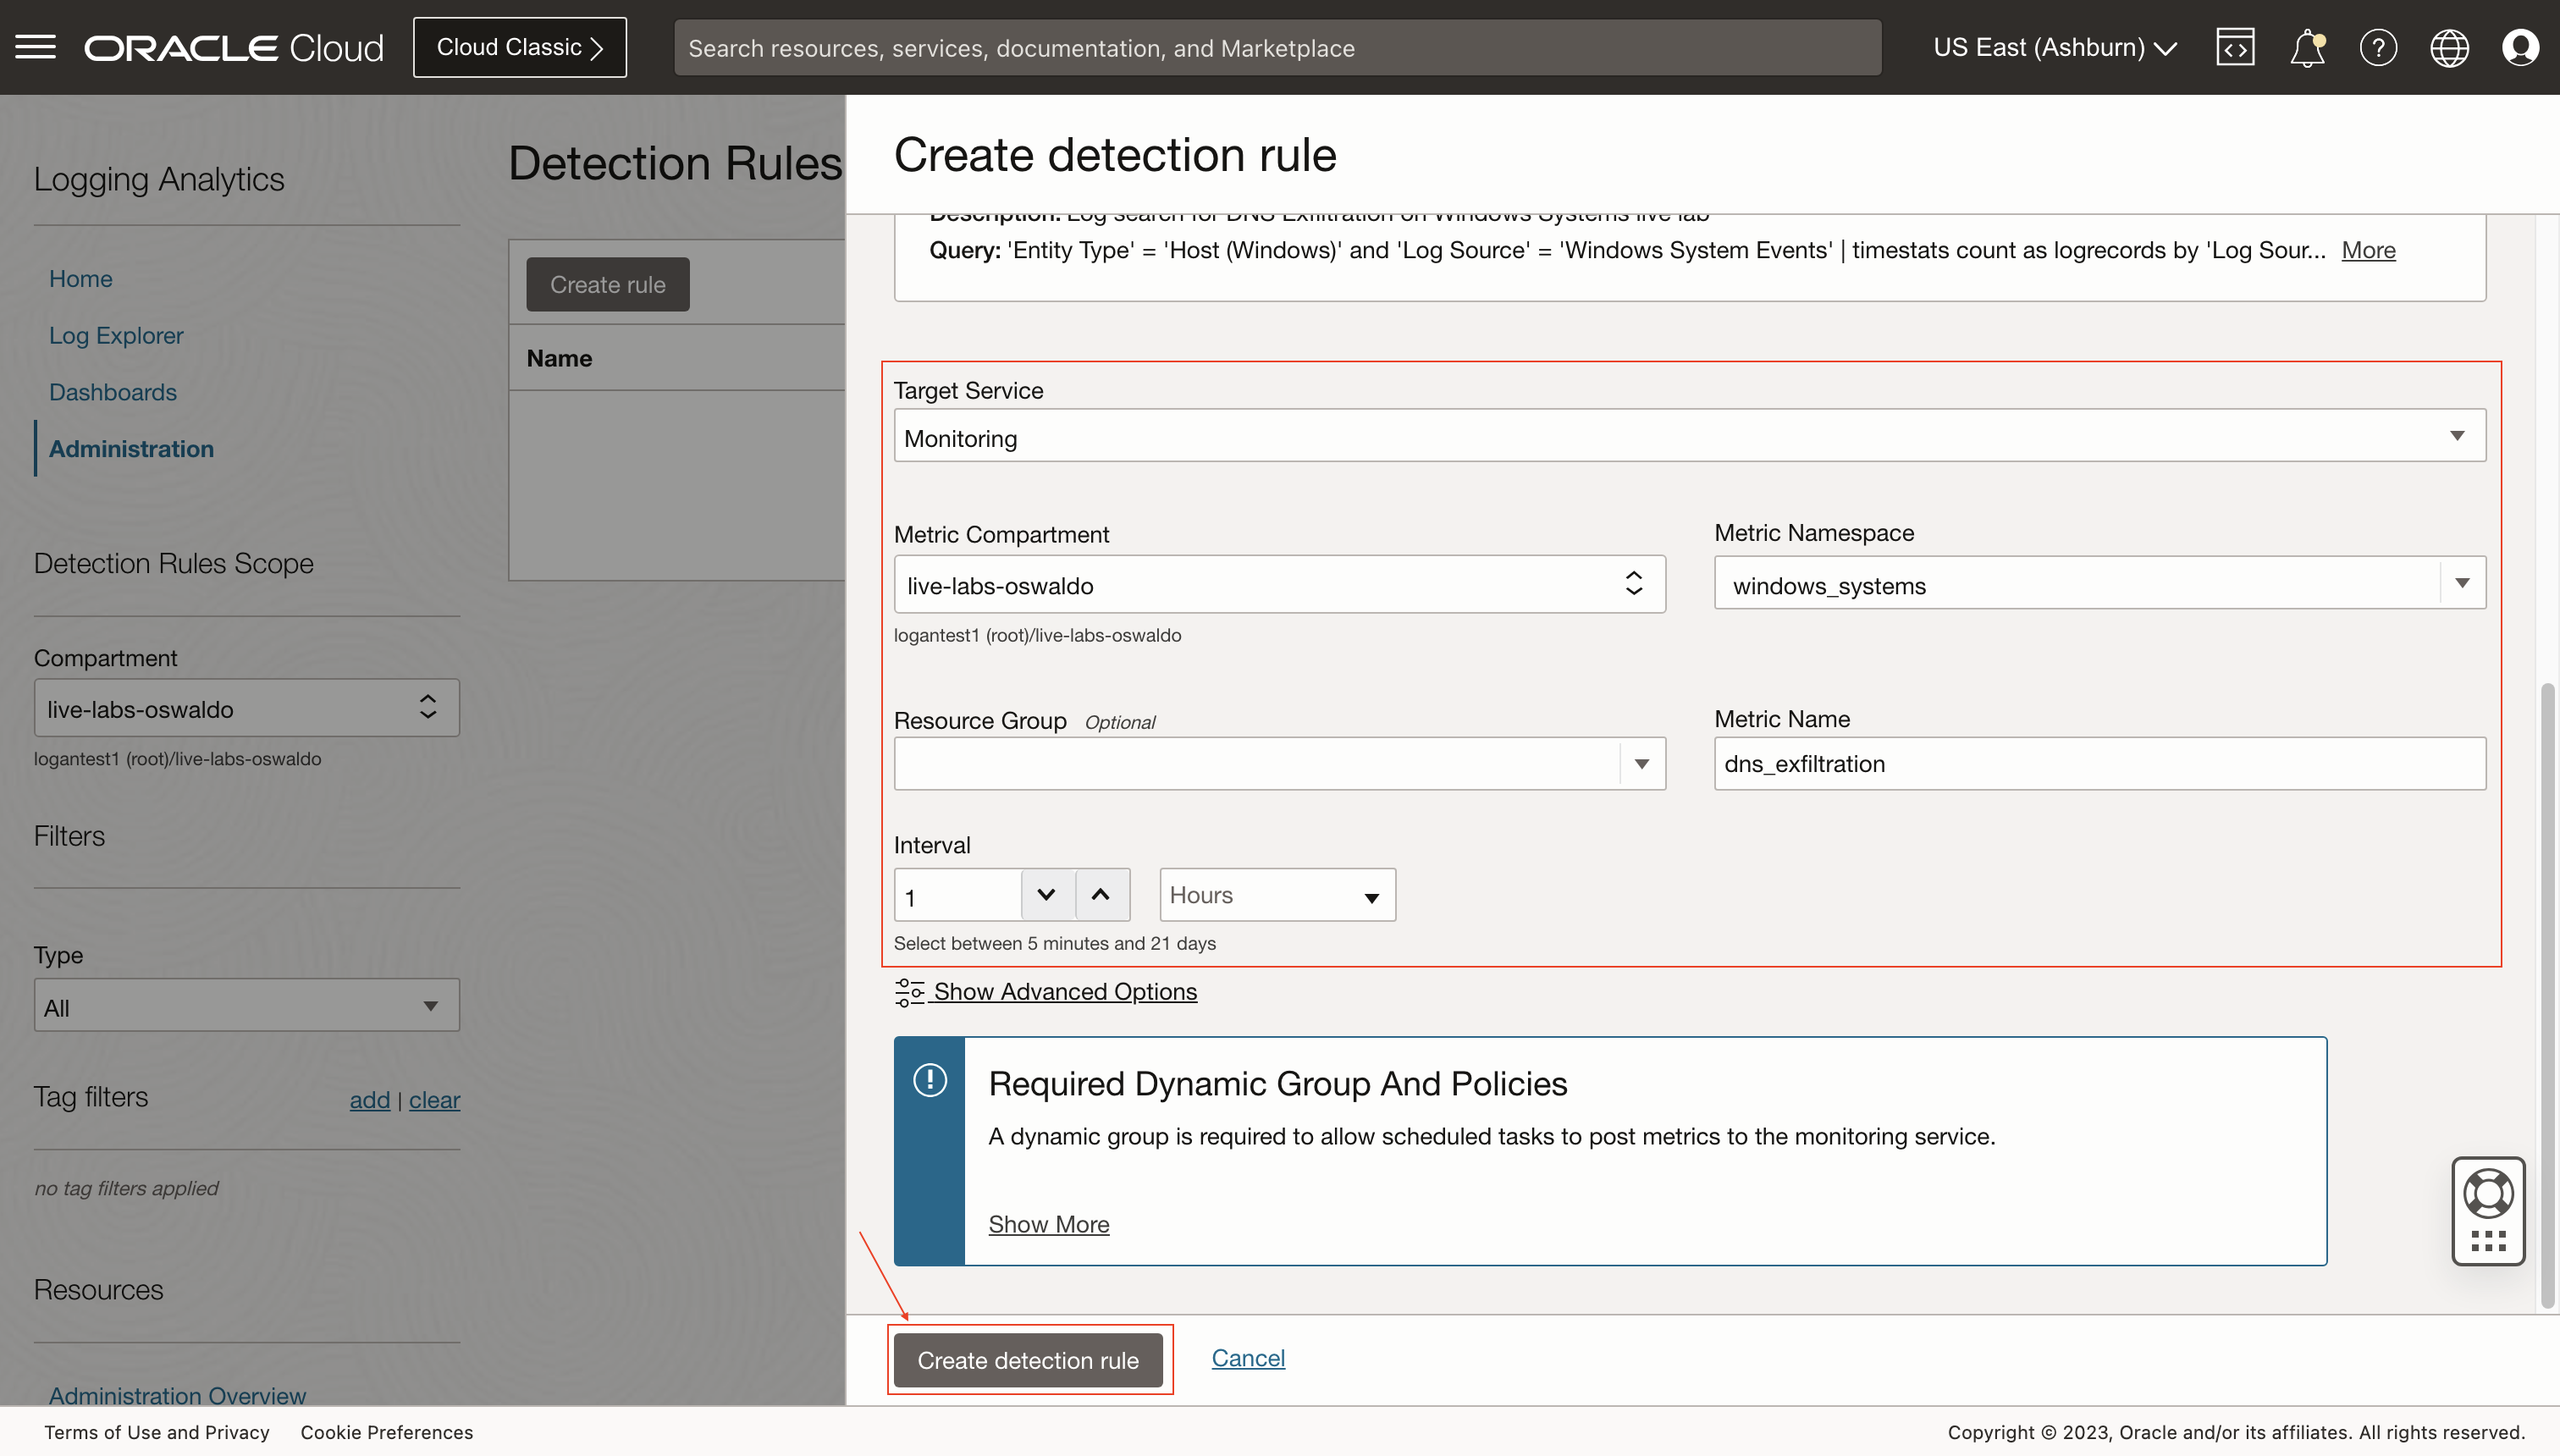 ORACLE Cloud
Cloud Classic
Search resources, services, documentation, and Marketplace
US East (Ashburn)
Logging Analytics
Home
Log Explorer
Dashboards
Administration
Detection Rules Scope
Compartment
live-labs-oswaldo
logantest1 (root)/live-labs-oswaldo
Filters
Type
All
Tag filters
add | clear
no tag filters applied
Resources
Administration Overview
Detection Rules
Create rule
Name
Create detection rule
Description: Log search for DNS Exfiltration on Windows Systems live lab
Query: 'Entity Type' = 'Host (Windows)' and 'Log Source' = 'Windows System Events' | timestats count as logrecords by 'Log Sour... More
Target Service
Monitoring
Metric Compartment
live-labs-oswaldo
logantest1 (root)/live-labs-oswaldo
Metric Namespace
windows_systems
Resource Group Optional
Metric Name
dns_exfiltration
Interval
1
Hours
Select between 5 minutes and 21 days
Show Advanced Options
Required Dynamic Group And Policies
A dynamic group is required to allow scheduled tasks to post metrics to the monitoring service.
Show More
Create detection rule
Cancel
Terms of Use and Privacy
Cookie Preferences
Copyright © 2023, Oracle and/or its affiliates. All rights reserved.